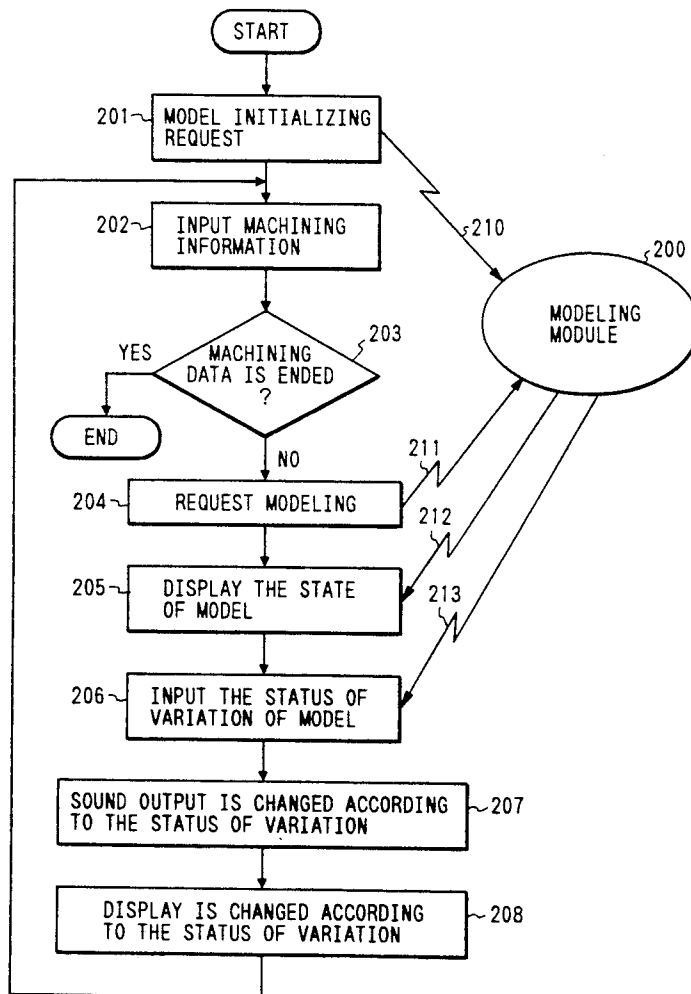 START
201
MODEL INITIALIZING
REQUEST
202
INPUT MACHINING
INFORMATION
210
200
MODELING
MODULE
203
YES
MACHINING
DATA IS ENDED
?
END
NO
211
204
REQUEST MODELING
212
205
DISPLAY THE STATE
OF MODEL
213
206
INPUT THE STATUS OF
VARIATION OF MODEL
SOUND OUTPUT IS CHANGED ACCORDING
TO THE STATUS OF VARIATION
207
DISPLAY IS CHANGED ACCORDING
TO THE STATUS OF VARIATION
208